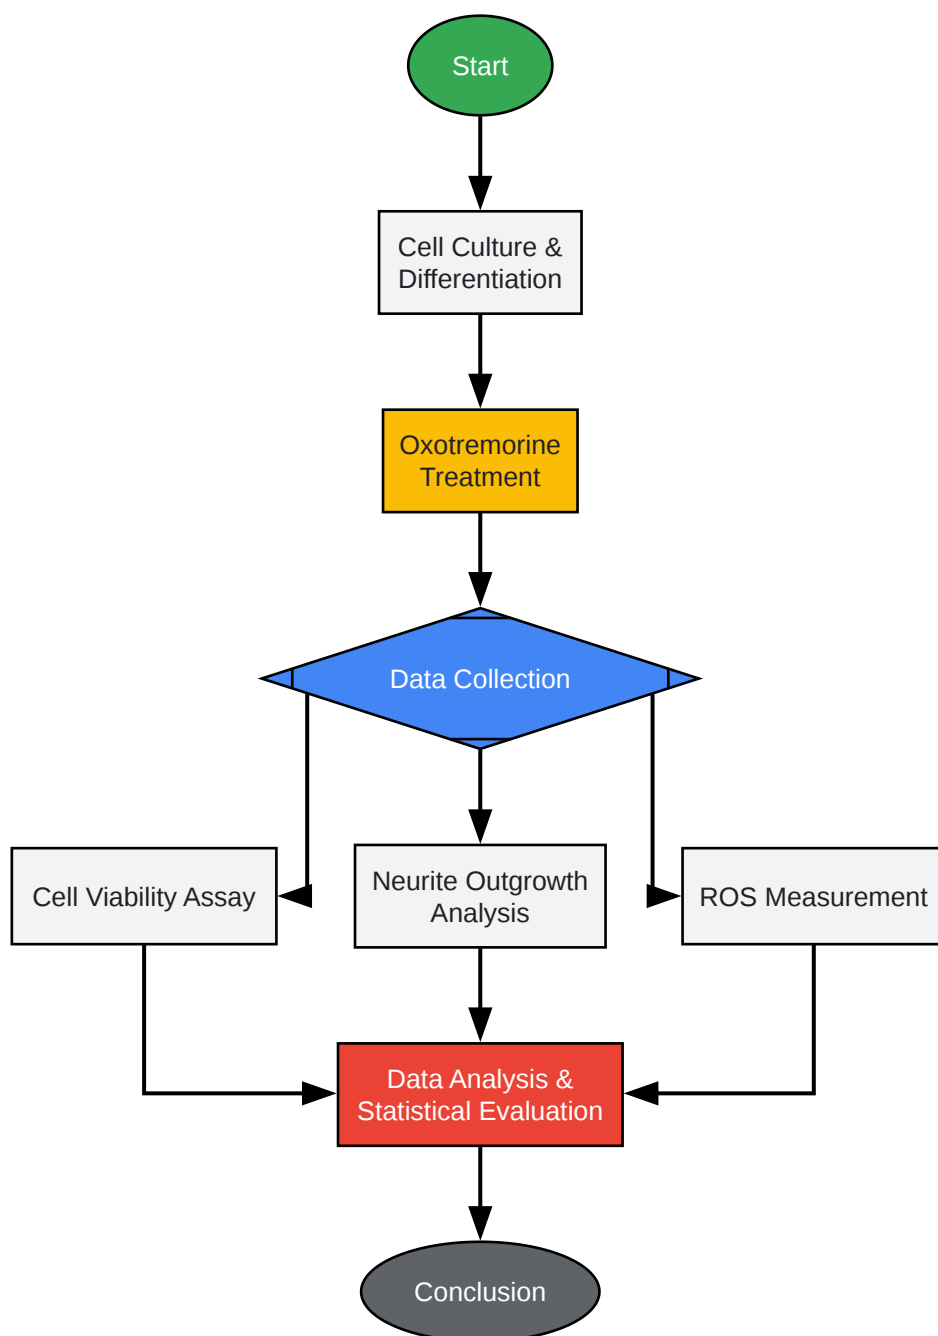 Start
Cell Culture &
Differentiation
Oxotremorine
Treatment
Data Collection
Cell Viability Assay
Neurite Outgrowth
Analysis
ROS Measurement
Data Analysis &
Statistical Evaluation
Conclusion